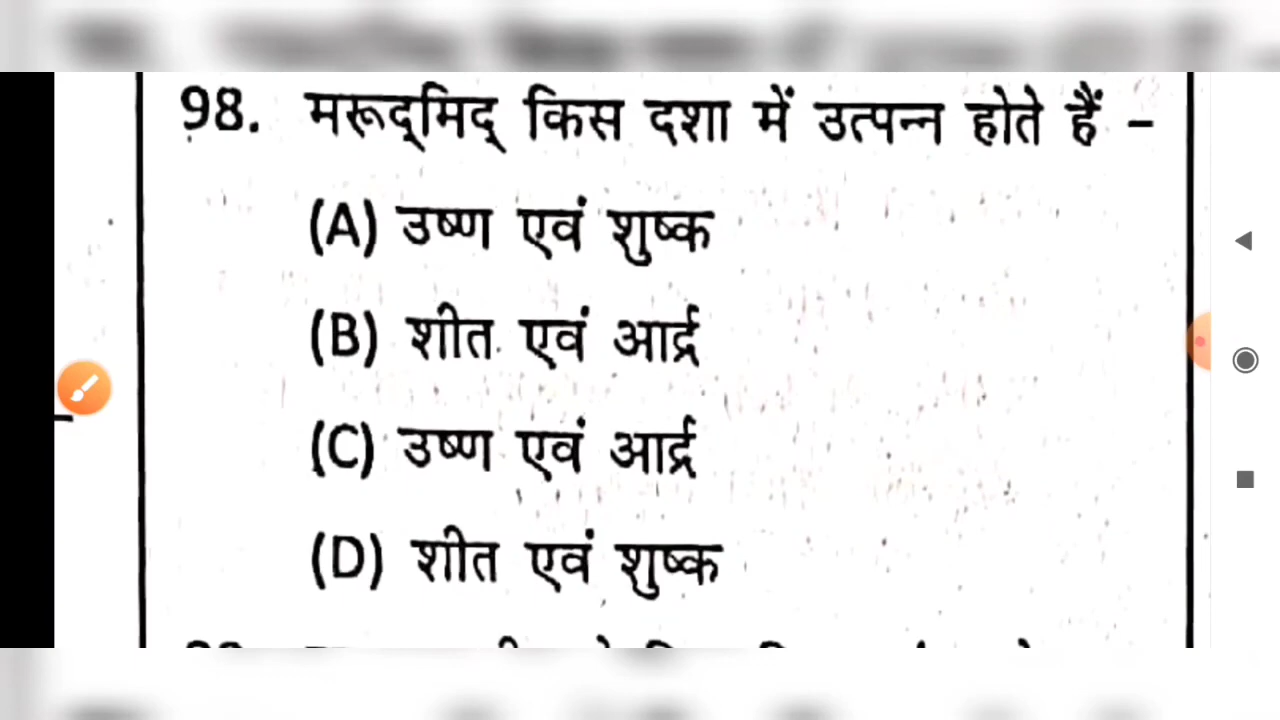 98. मरूद्‌मिद् किस दशा में उत्पन्न होते हैं –
(A) उष्ण एवं शुष्क
(B) शीत एवं आर्द्र
(C) उष्ण एवं आर्द्र
(D) शीत एवं शुष्क